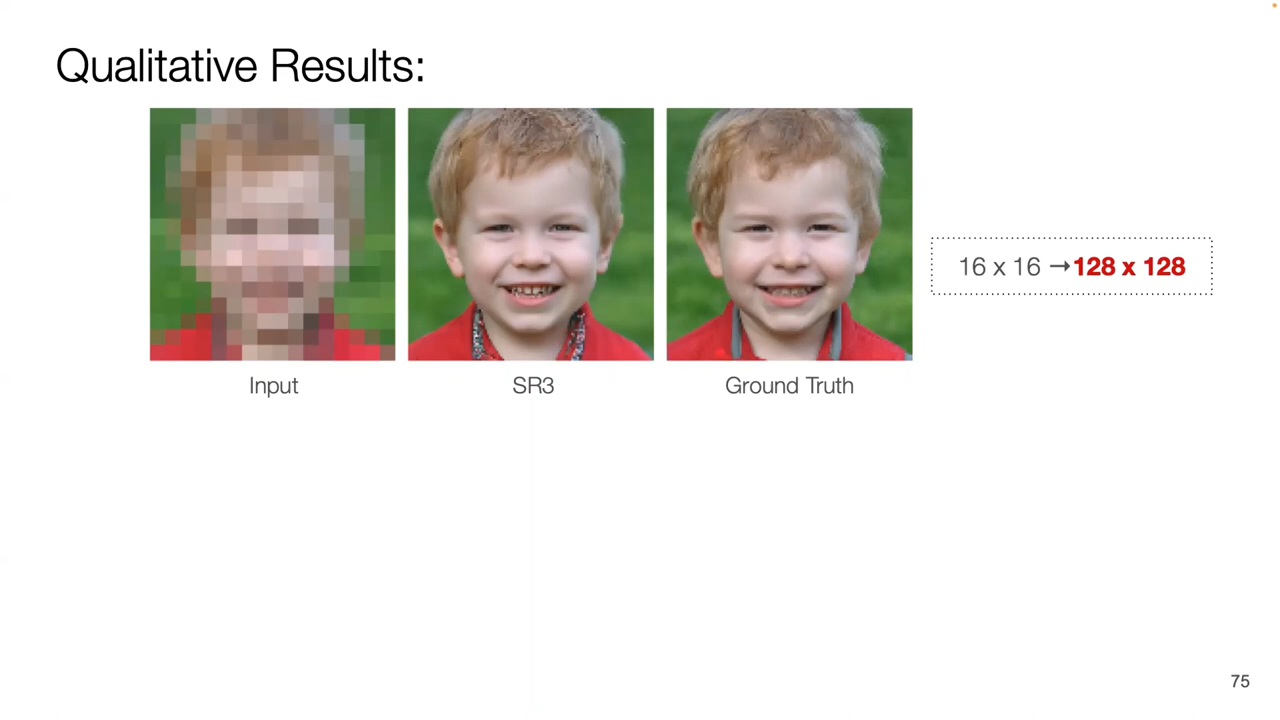 Qualitative Results:
16 x 16 → 128 x 128
Input
SR3
Ground Truth
75